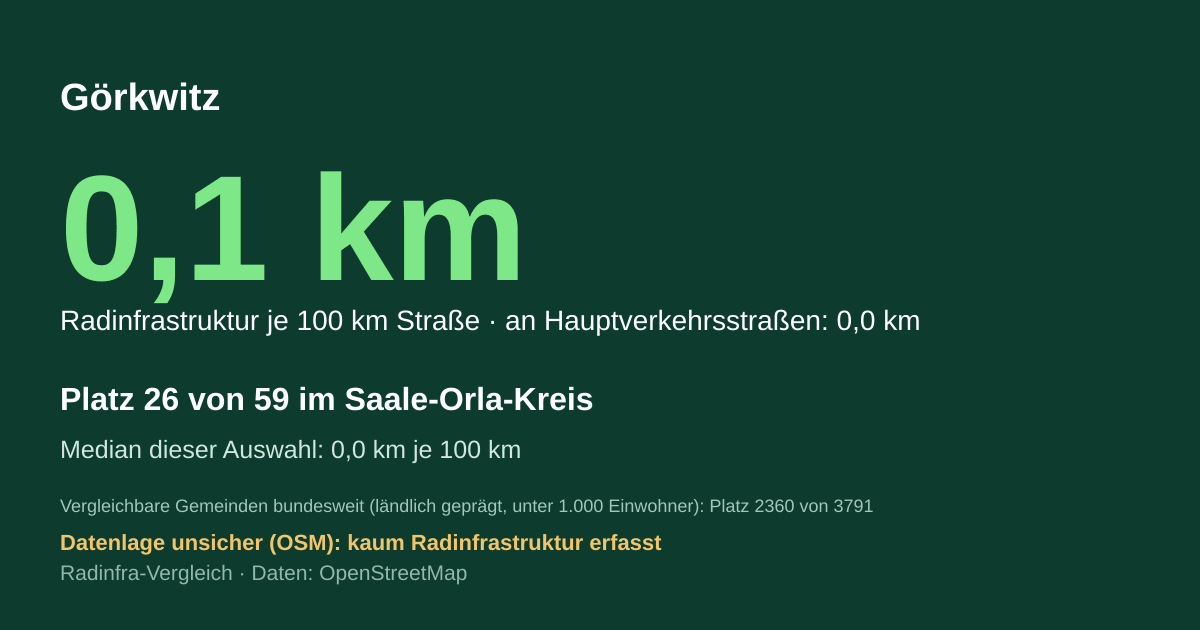 Görkwitz
0,1 km
Radinfrastruktur je 100 km Straße · an Hauptverkehrsstraßen: 0,0 km
Platz 26 von 59 im Saale-Orla-Kreis
Median dieser Auswahl: 0,0 km je 100 km
Vergleichbare Gemeinden bundesweit (ländlich geprägt, unter 1.000 Einwohner): Platz 2360 von 3791
Datenlage unsicher (OSM): kaum Radinfrastruktur erfasst
Radinfra-Vergleich · Daten: OpenStreetMap